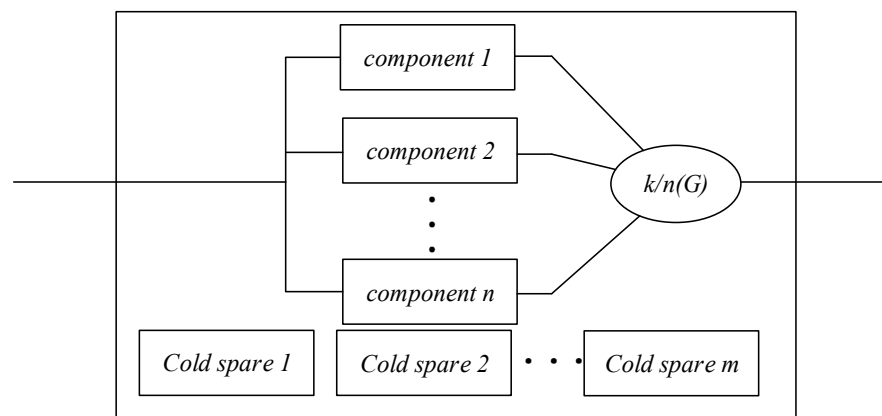 component 1
component 2
k/n(G)
component n
Cold spare 1
Cold spare 2
Cold spare m